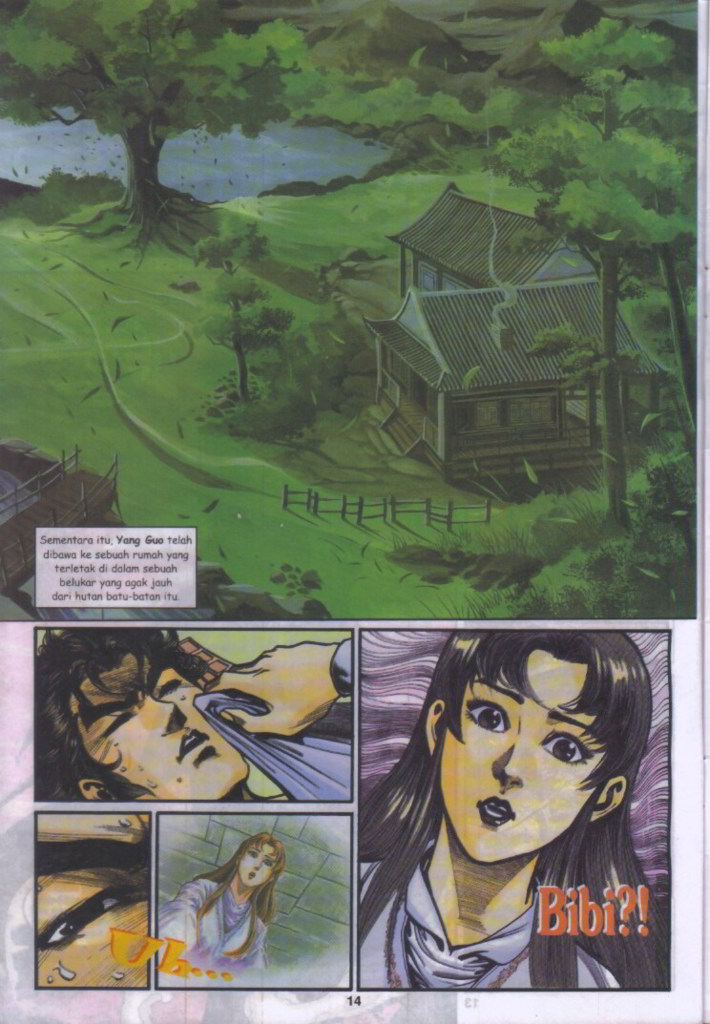 Sementara itu, Yang Guo telah
dibawa ke sebuah rumah yang
terletak di dalam sebuah
belukar yang agak jauh
dari hutan batu-batan itu.
Uh...
Bibi?!
14
13